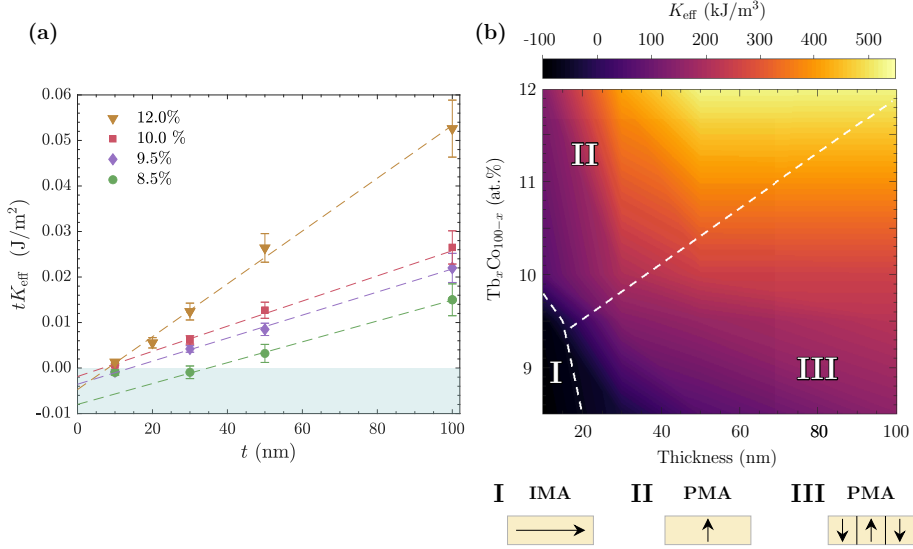 (a)
0.06
0.05
0.04
0.03
0.02
0.01
0.00
-0.01
tK_eff (J/m²)
12.0%
10.0 %
9.5%
8.5%
0
20
40
60
80
100
t (nm)
(b)
K_eff (kJ/m³)
-100
0
100
200
300
400
500
12
11
10
9
Tb_xCo_{100−x} (at.%)
II
I
III
20
40
60
80
100
Thickness (nm)
I IMA
II PMA
III PMA